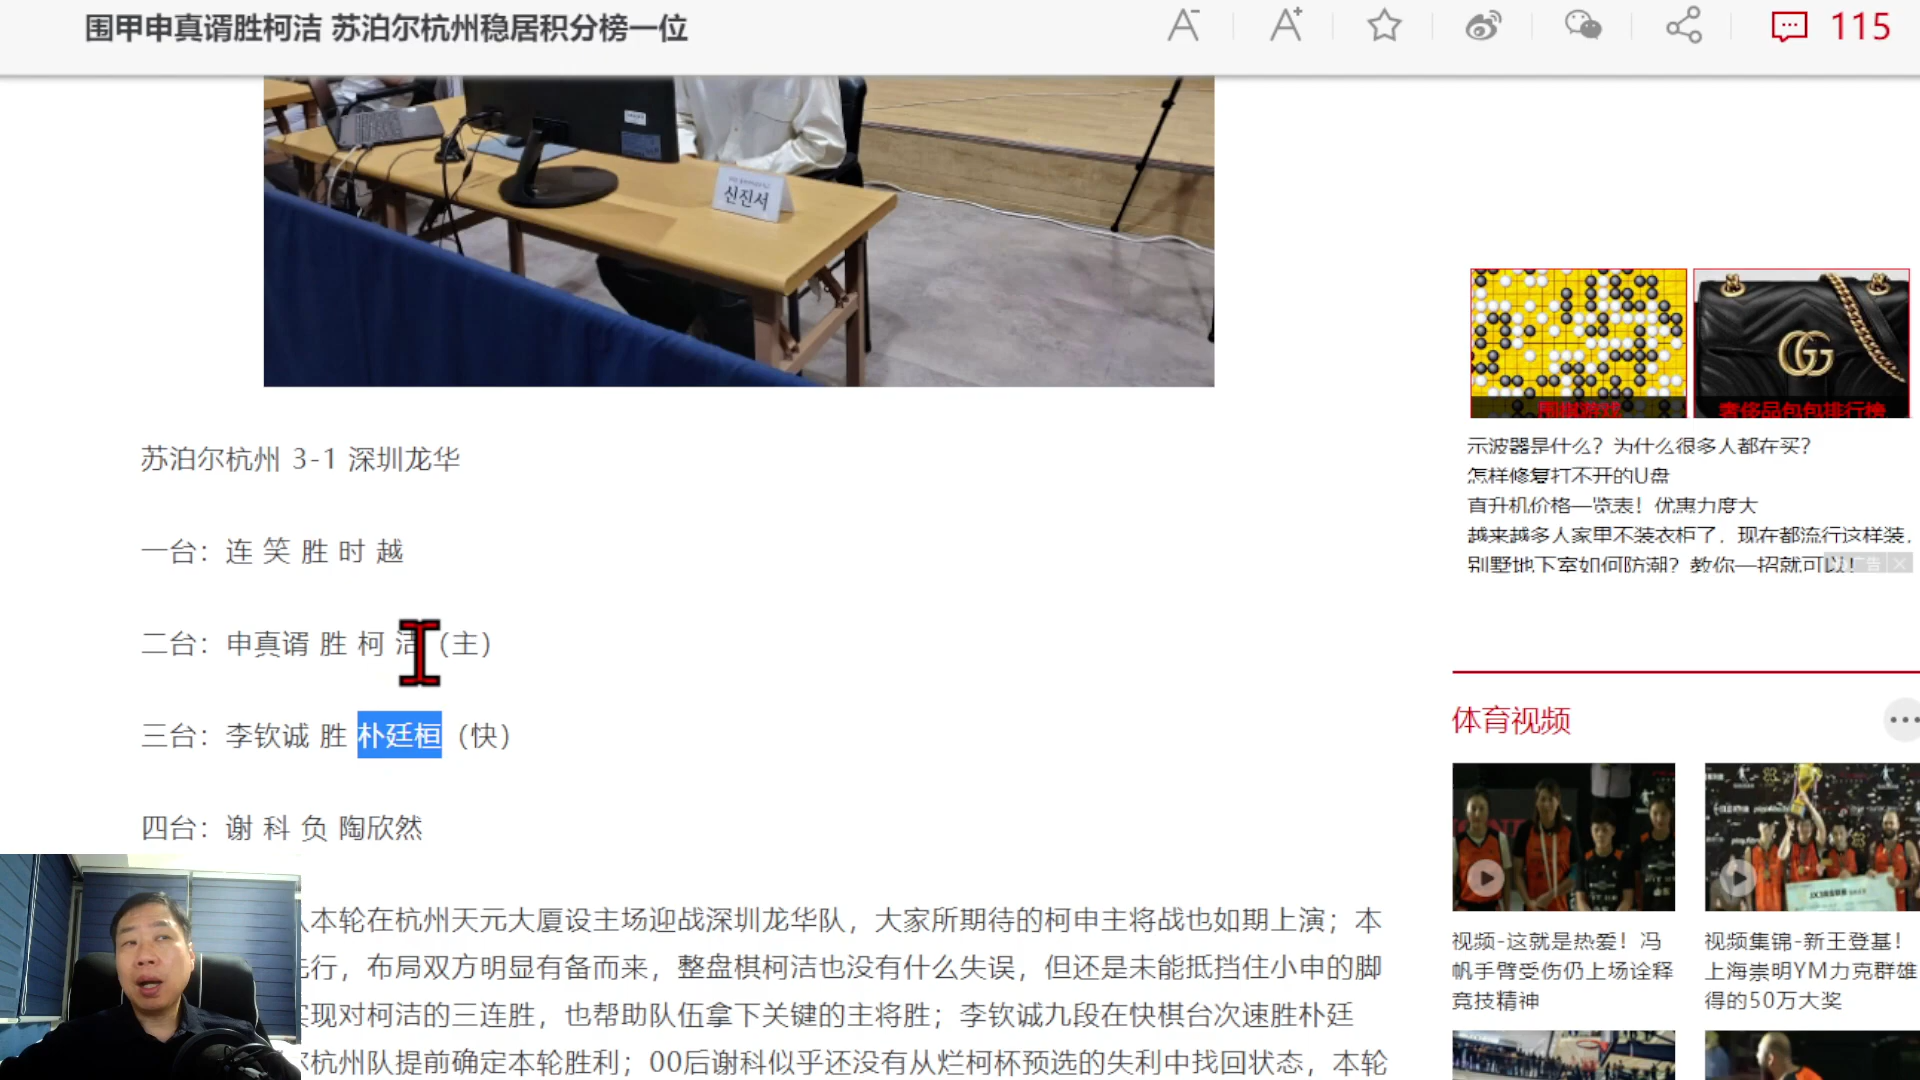 围甲申真谞胜柯洁 苏泊尔杭州稳居积分榜一位
115
신진서
苏泊尔杭州 3-1 深圳龙华
一台：连 笑 胜 时 越
二台：申真谞 胜 柯 洁（主）
三台：李钦诚 胜 朴廷桓（快）
四台：谢 科 负 陶欣然
本轮在杭州天元大厦设主场迎战深圳龙华队，大家所期待的柯申主将战也如期上演；本
行，布局双方明显有备而来，整盘棋柯洁也没有什么失误，但还是未能抵挡住小申的脚
现对柯洁的三连胜，也帮助队伍拿下关键的主将胜；李钦诚九段在快棋台次速胜朴廷
杭州队提前确定本轮胜利；00后谢科似乎还没有从烂柯杯预选的失利中找回状态，本轮
围棋游戏
奢侈品包包排行榜
示波器是什么？为什么很多人都在买？
怎样修复打不开的U盘
直升机价格一览表！优惠力度大
越来越多人家里不装衣柜了，现在都流行这样装，
别墅地下室如何防潮？教你一招就可以！
广告
体育视频
视频-这就是热爱！冯
帆手臂受伤仍上场诠释
竞技精神
视频集锦-新王登基！
上海崇明YM力克群雄
得的50万大奖